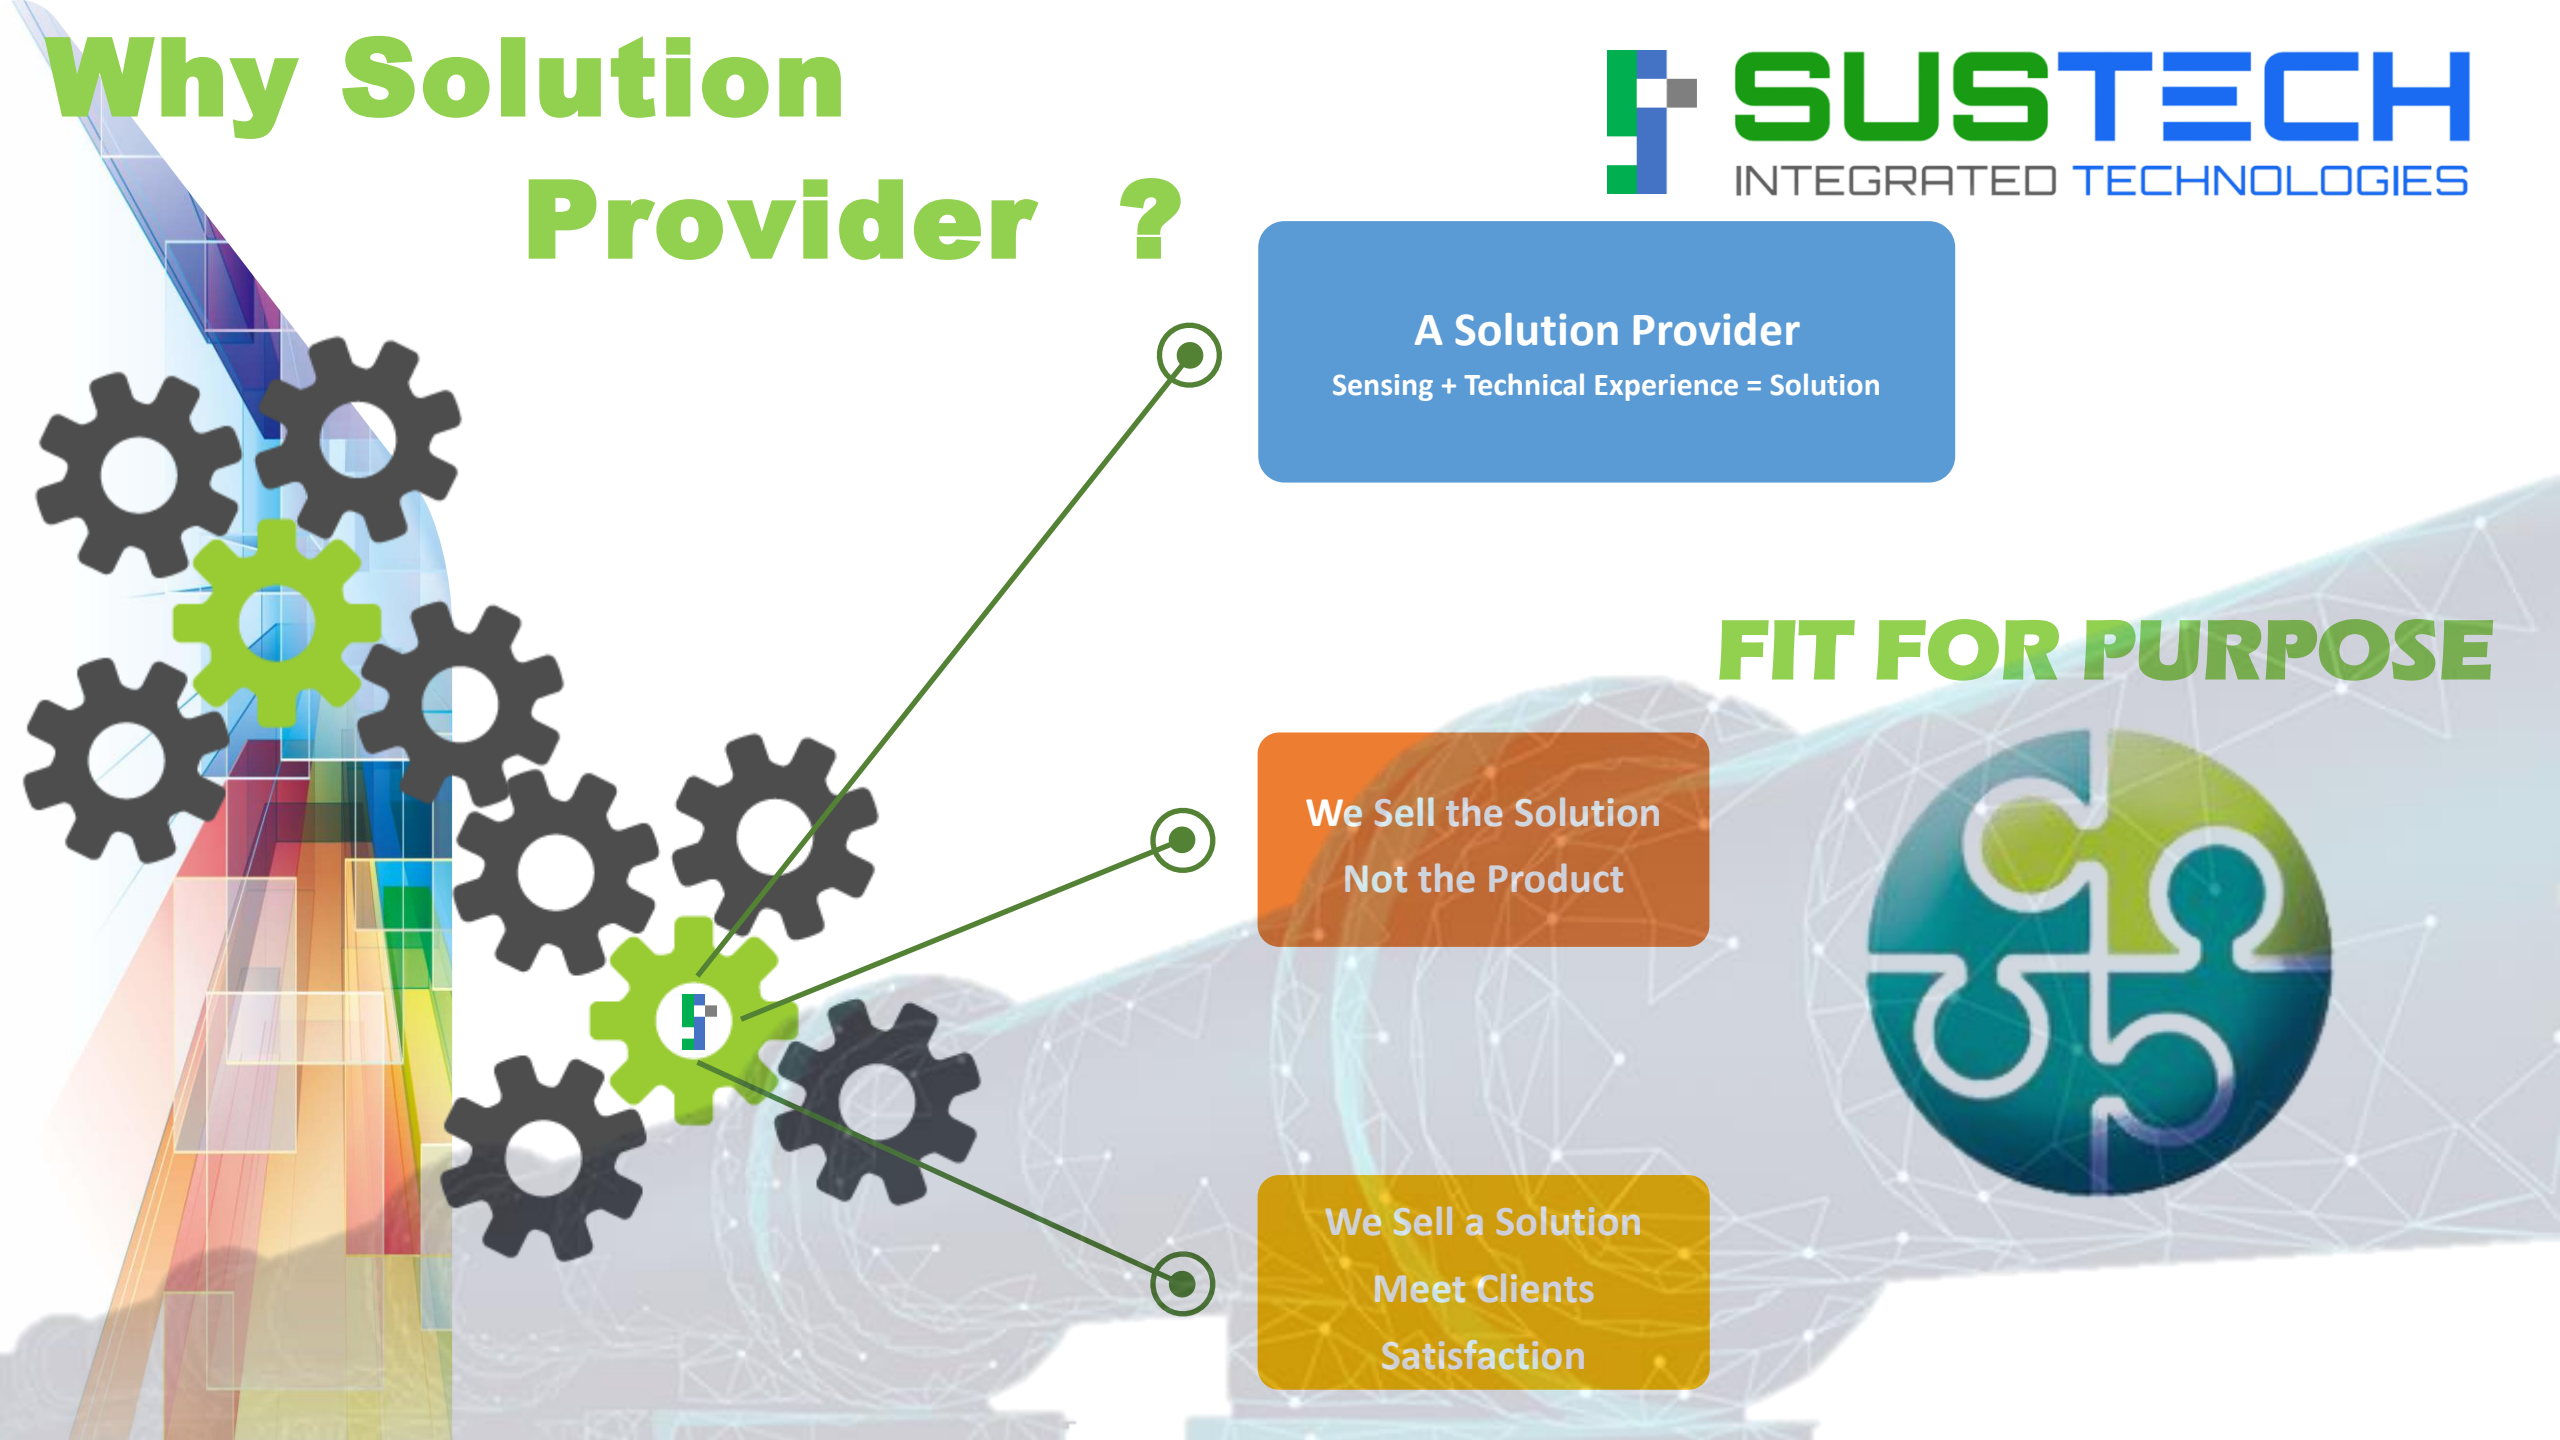 Why Solution
Provider ?
SUSTECH
INTEGRATED TECHNOLOGIES
A Solution Provider
Sensing + Technical Experience = Solution
FIT FOR PURPOSE
We Sell the Solution
Not the Product
We Sell a Solution
Meet Clients
Satisfaction